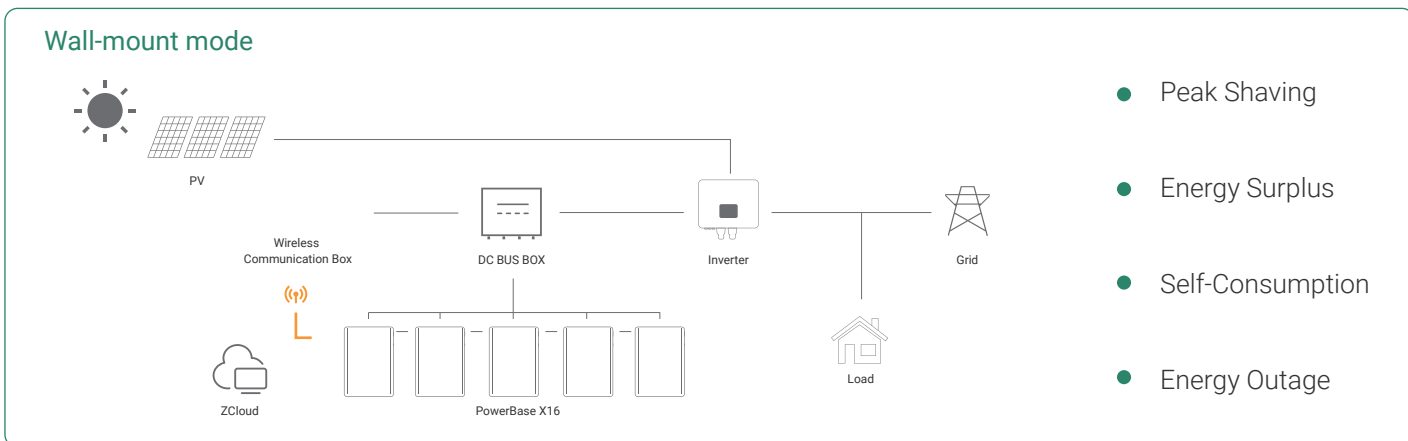 Wall-mount mode
PV
Wireless
Communication Box
DC BUS BOX
Inverter
Grid
Load
ZCloud
PowerBase X16
Peak Shaving
Energy Surplus
Self-Consumption
Energy Outage